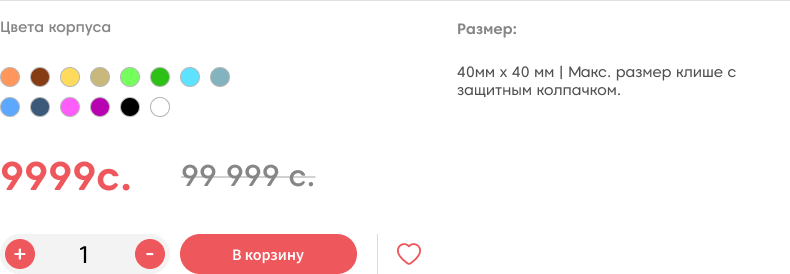 Цвета корпуса
Размер:
40мм x 40 мм | Макс. размер клише с
защитным колпачком.
9999с. 99 999 с.
+ 1 - В корзину